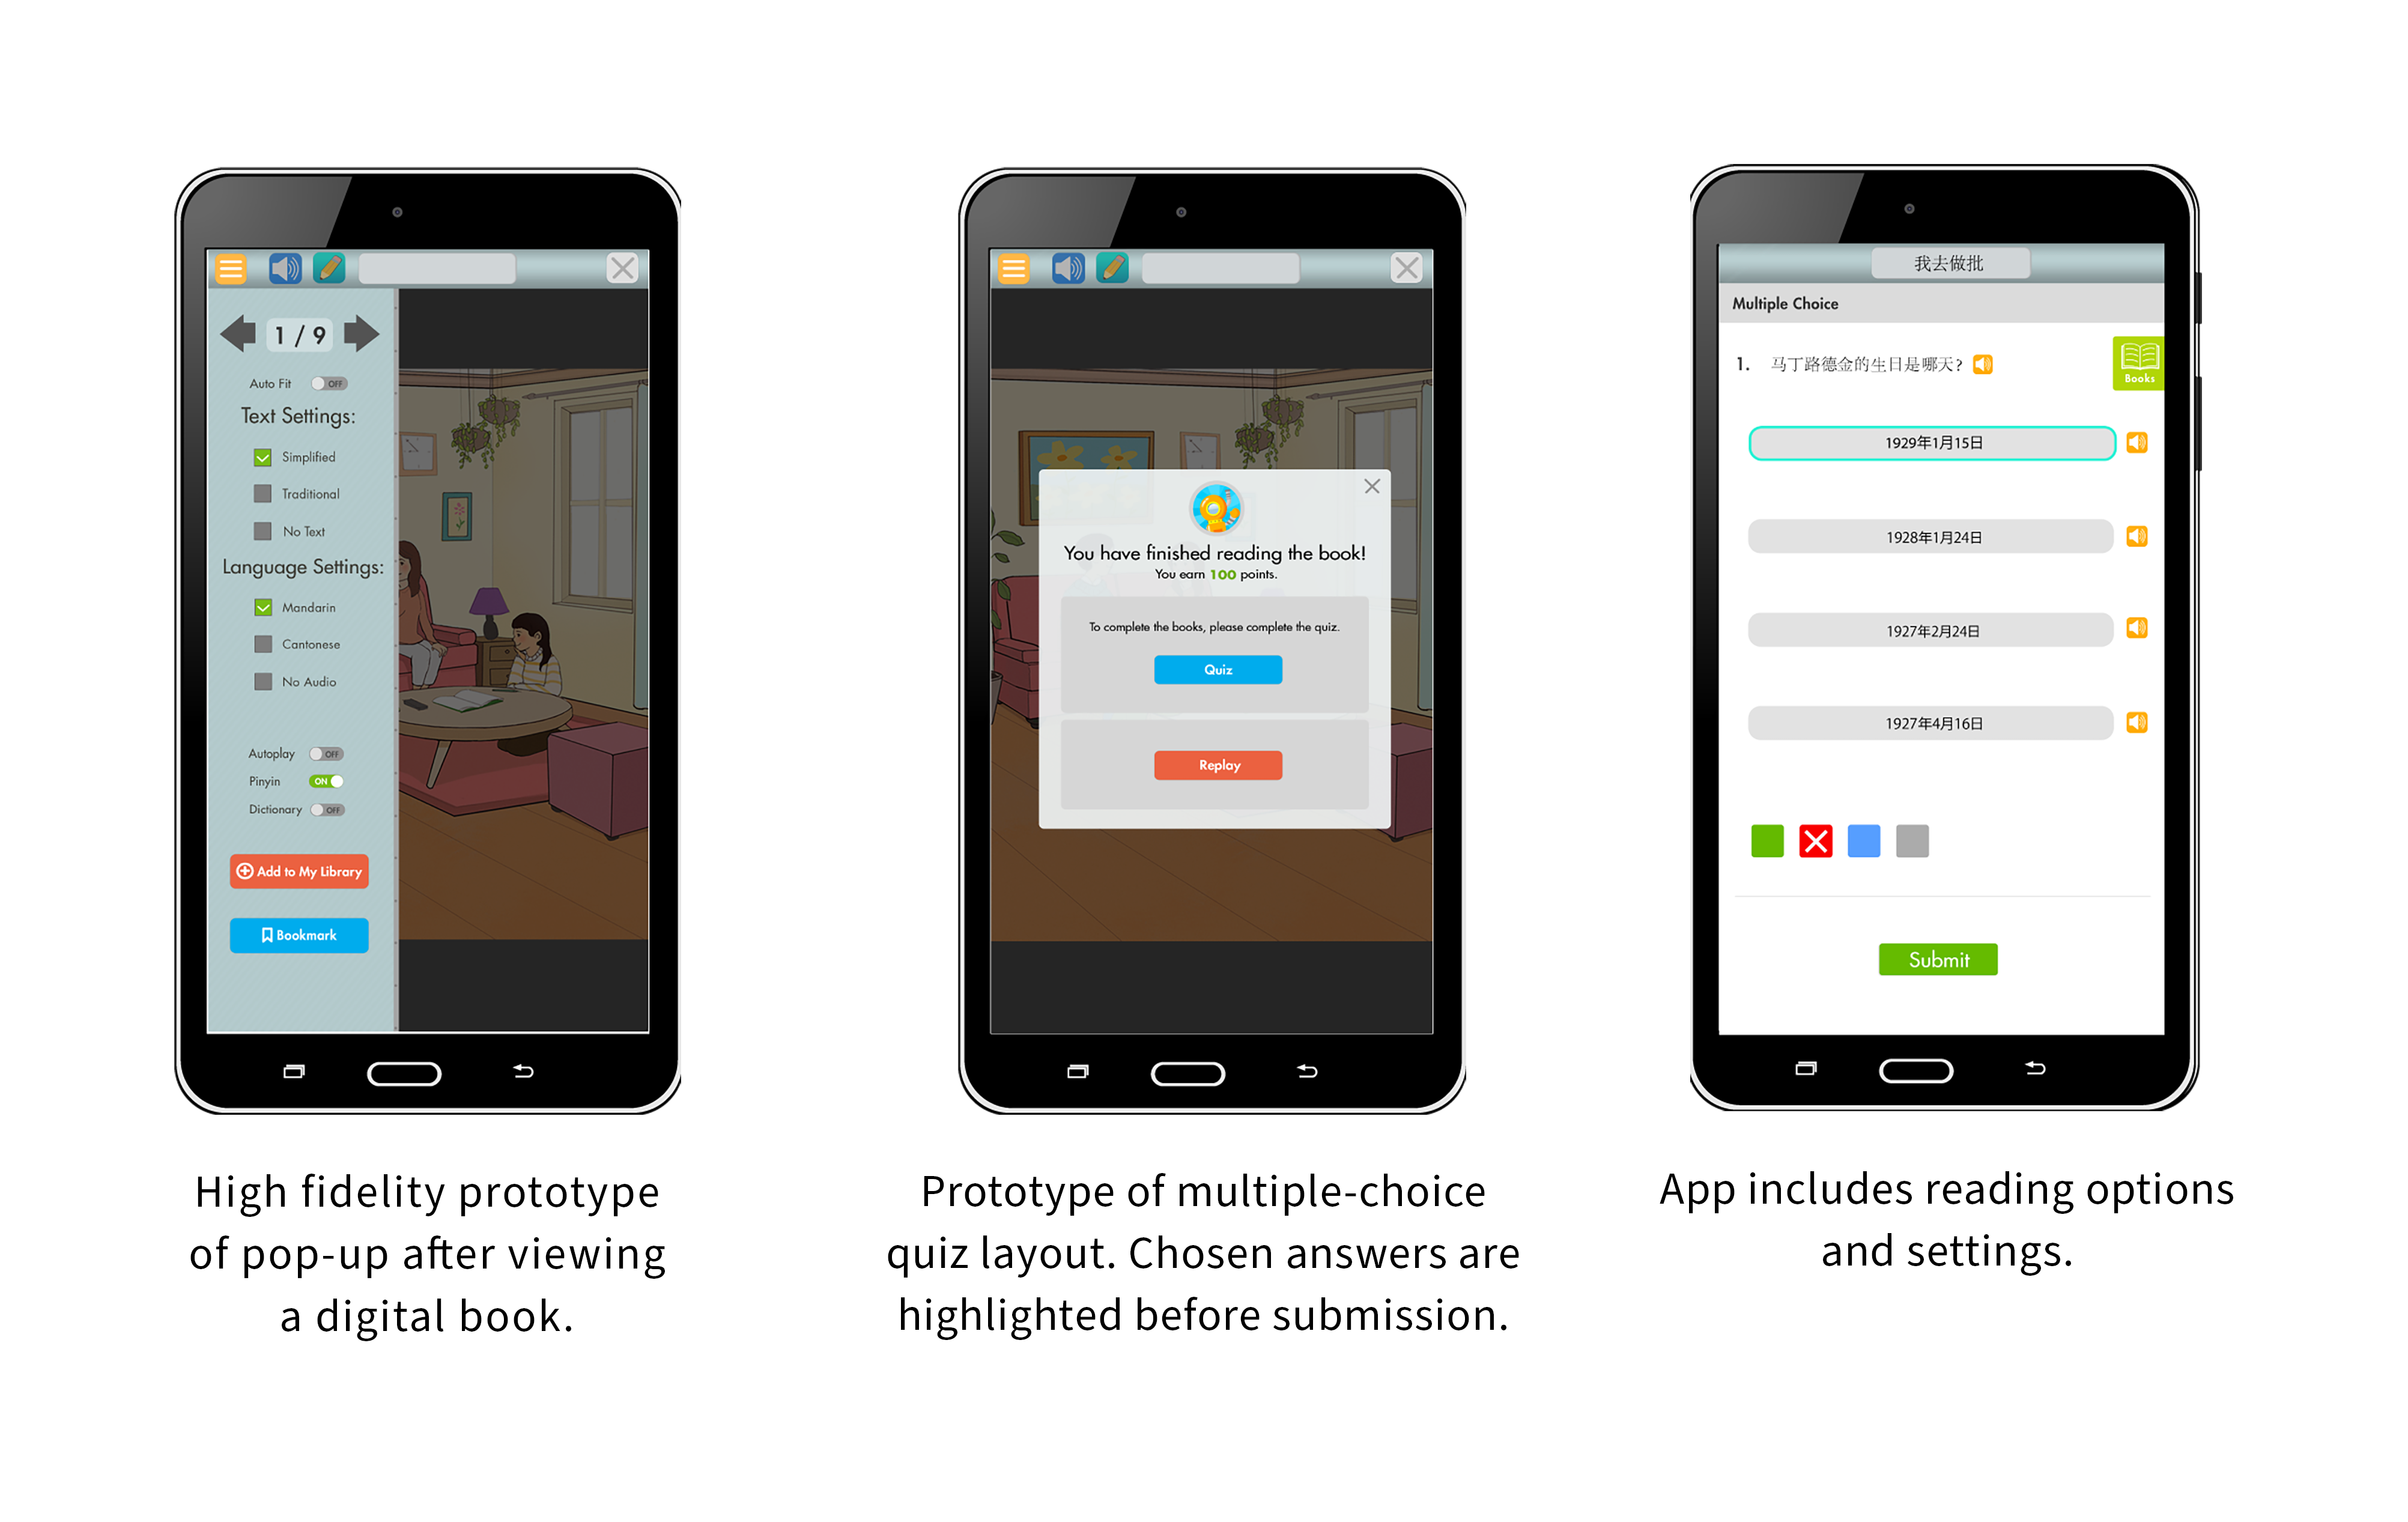 1 / 9
Auto Fit OFF
Text Settings:
Simplified
Traditional
No Text
Language Settings:
Mandarin
Cantonese
No Audio
Autoplay OFF
Pinyin ON
Dictionary OFF
Add to My Library
Bookmark
High fidelity prototype
of pop-up after viewing
a digital book.
You have finished reading the book!
You earn 100 points.
To complete the books, please complete the quiz.
Quiz
Replay
Prototype of multiple-choice
quiz layout. Chosen answers are
highlighted before submission.
我去做批
Multiple Choice
1. 马丁路德金的生日是哪天?
Books
1929年1月15日
1928年1月24日
1927年2月24日
1927年4月16日
Submit
App includes reading options
and settings.